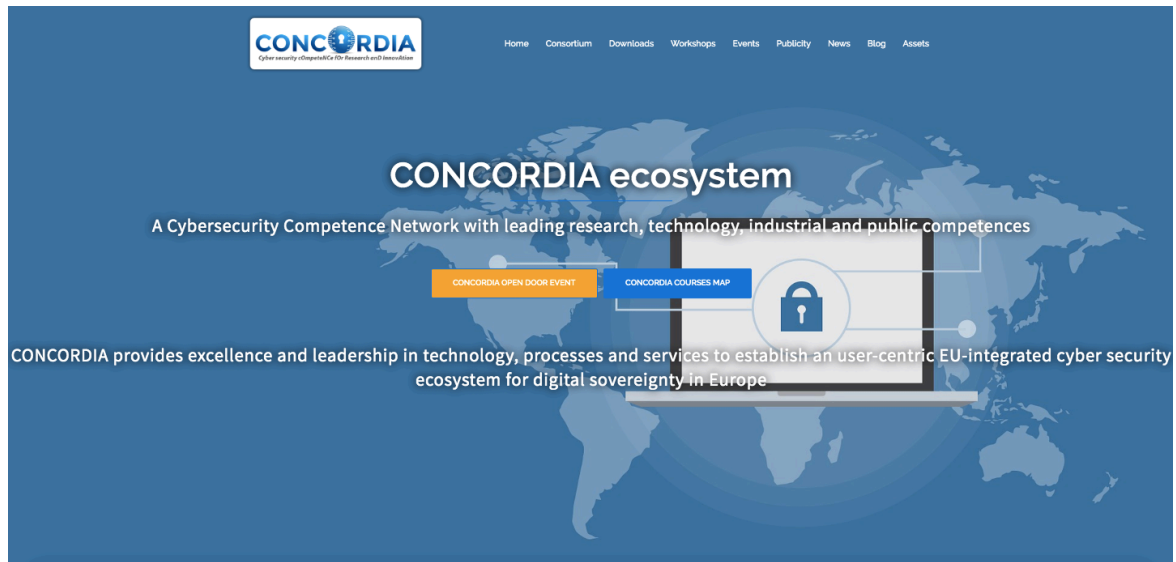 CONCORDIA
Cyber security cOmpeteNCe fOr Research anD InnovAtion
Home Consortium Downloads Workshops Events Publicity News Blog Assets
CONCORDIA ecosystem
A Cybersecurity Competence Network with leading research, technology, industrial and public competences
CONCORDIA OPEN DOOR EVENT CONCORDIA COURSES MAP
CONCORDIA provides excellence and leadership in technology, processes and services to establish an user-centric EU-integrated cyber security
ecosystem for digital sovereignty in Europe